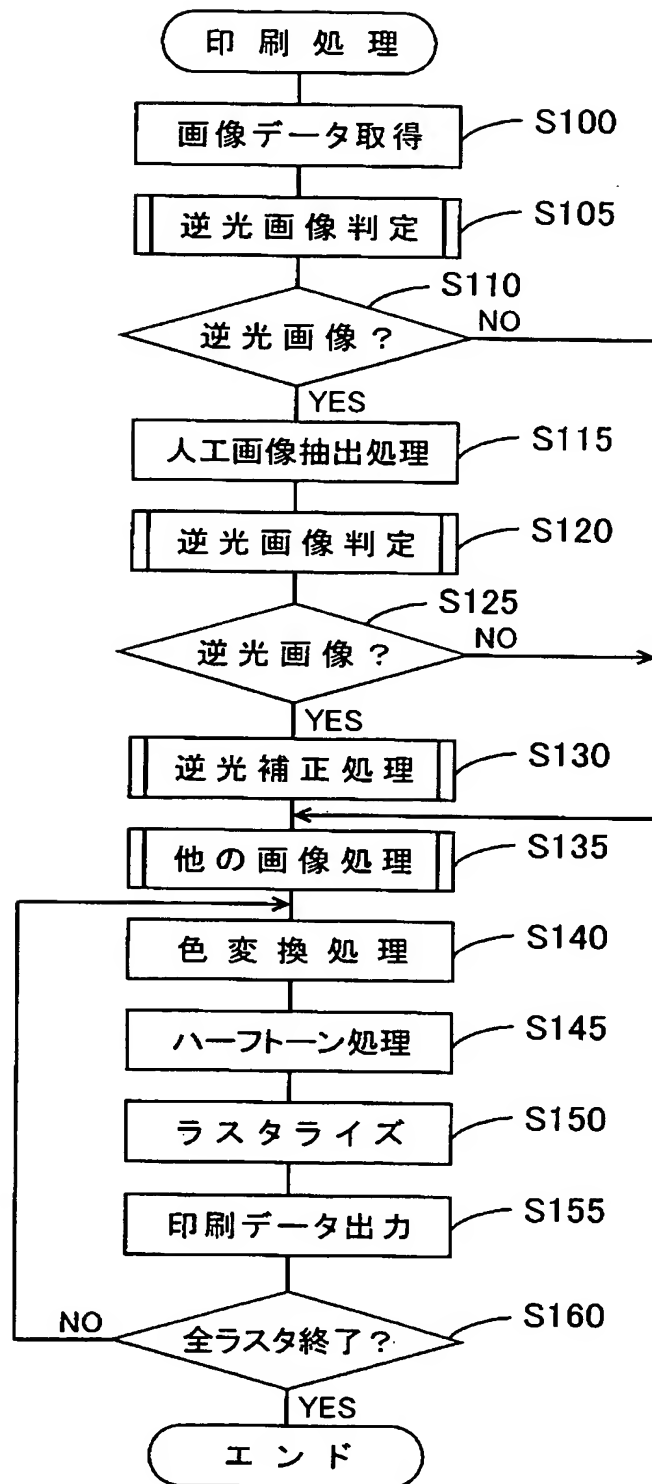 印刷処理
画像データ取得
S100
逆光画像判定
S105
S110
逆光画像?
NO
YES
人工画像抽出処理
S115
逆光画像判定
S120
S125
逆光画像?
NO
YES
逆光補正処理
S130
他の画像処理
S135
色変換処理
S140
ハーフトーン処理
S145
ラスタライズ
S150
印刷データ出力
S155
S160
全ラスタ終了?
NO
YES
エンド